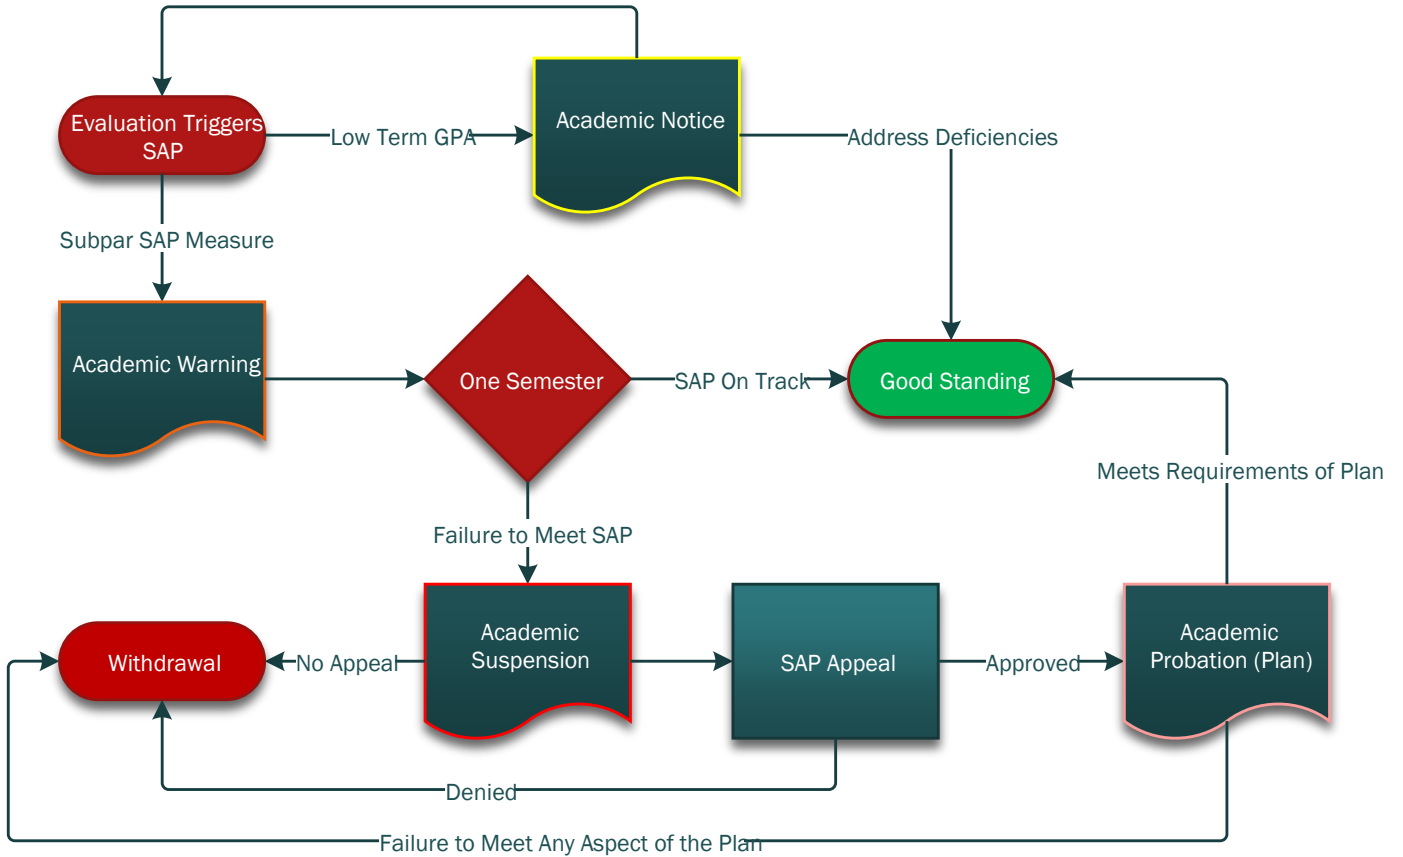 Evaluation Triggers
SAP
Low Term GPA
Academic Notice
Address Deficiencies
Subpar SAP Measure
Academic Warning
One Semester
SAP On Track
Good Standing
Meets Requirements of Plan
Failure to Meet SAP
Withdrawal
No Appeal
Academic
Suspension
SAP Appeal
Approved
Academic
Probation (Plan)
Denied
Failure to Meet Any Aspect of the Plan